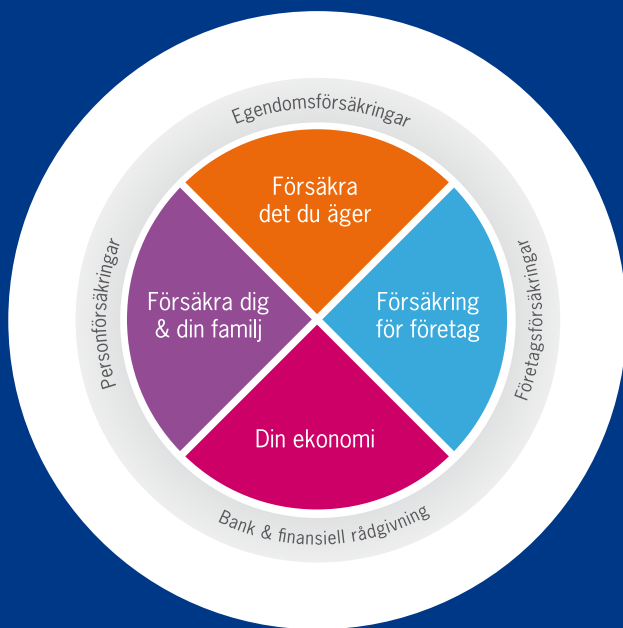 Egendomsförsäkringar
Försäkra
det du äger
Personförsäkringar
Försäkra dig
& din familj
Försäkring
för företag
Företagsförsäkringar
Din ekonomi
Bank & finansiell rådgivning